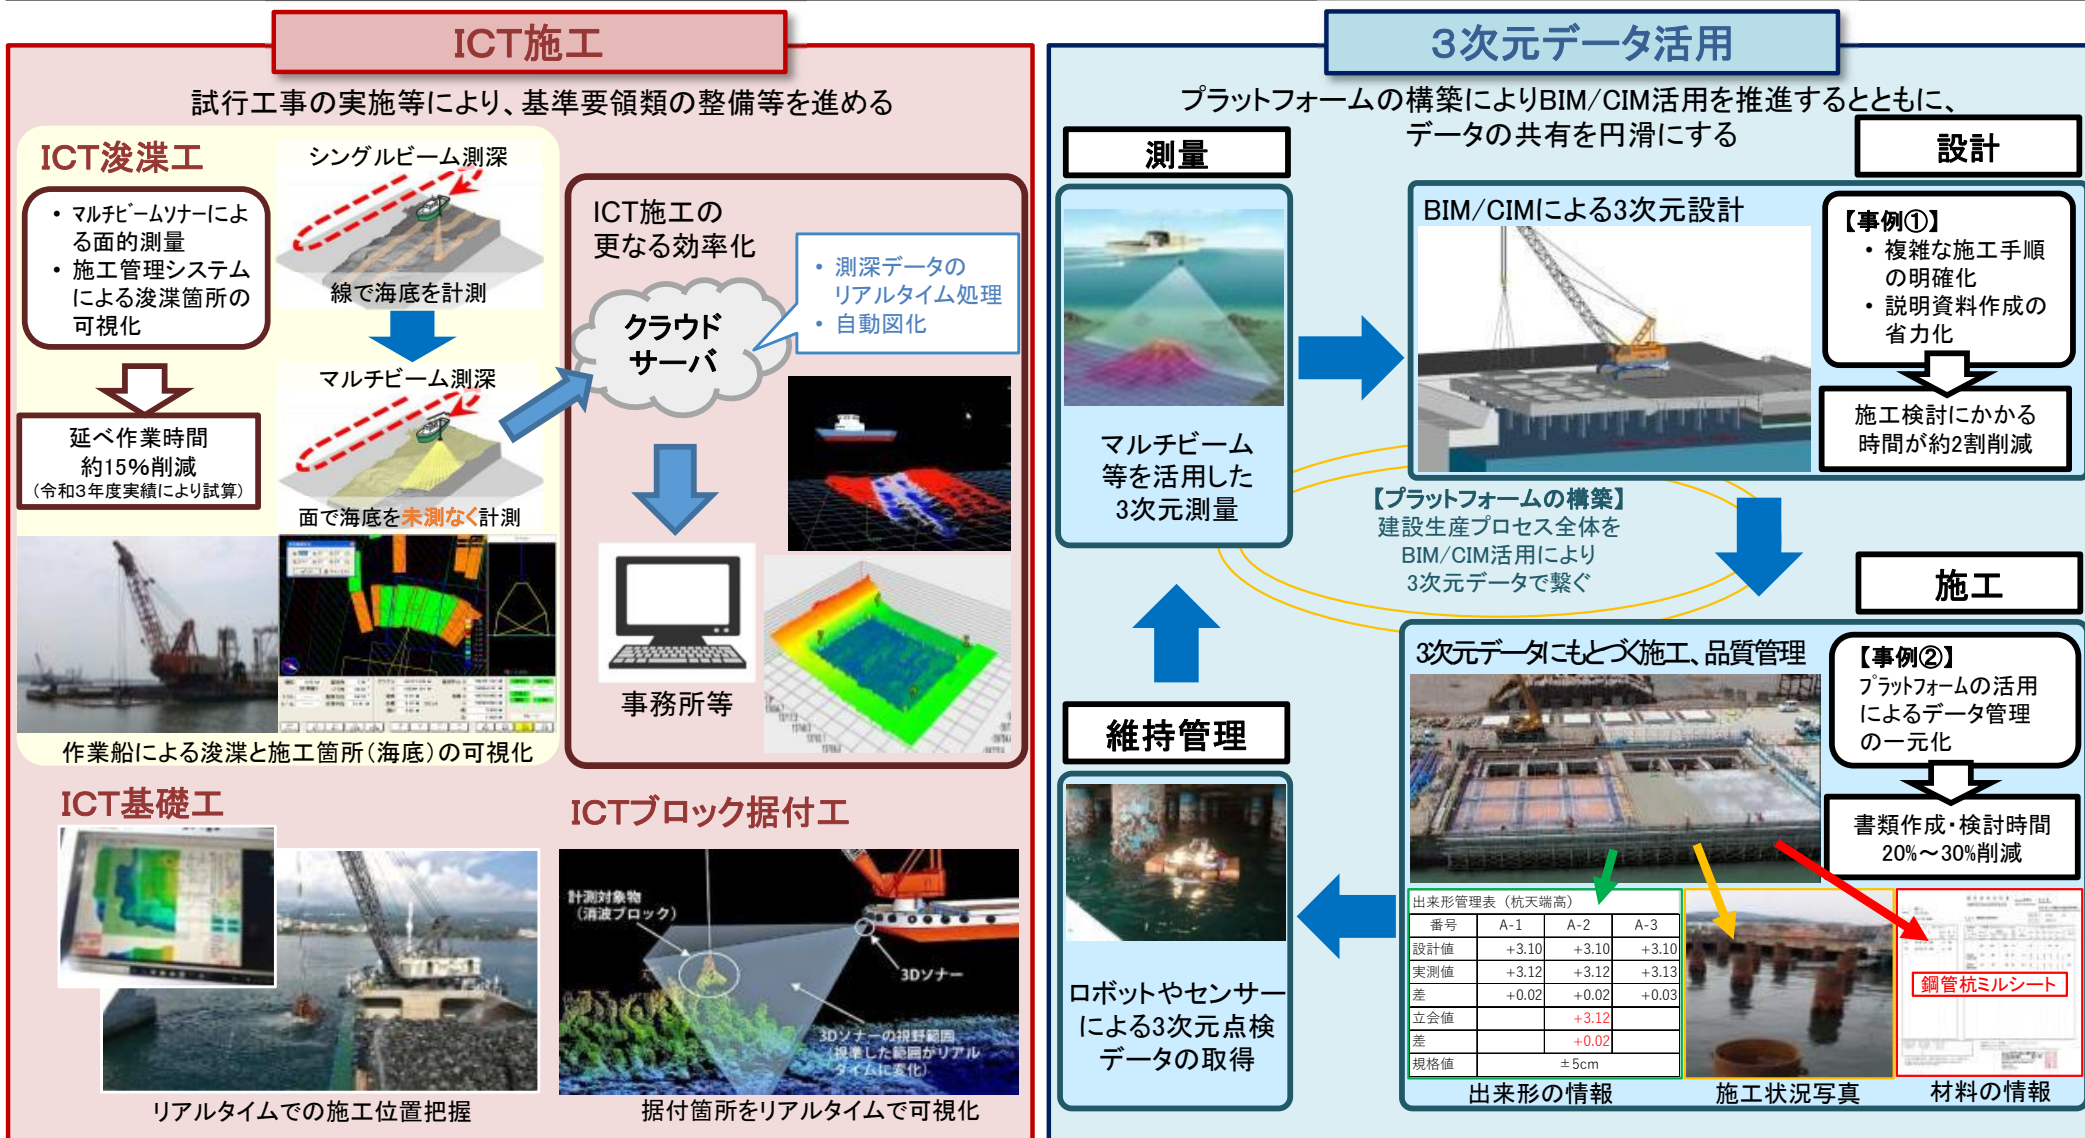 ICT施工
試行工事の実施等により、基準要領類の整備等を進める
ICT浚渫工
• マルチビームソナーによ
る面的測量
• 施工管理システム
による浚渫箇所の
可視化
延べ作業時間
約15%削減
(令和3年度実績により試算)
シングルビーム測深
線で海底を計測
マルチビーム測深
面で海底を未測なく計測
作業船による浚渫と施工箇所(海底)の可視化
ICT施工の
更なる効率化
クラウド
サーバ
• 測深データの
リアルタイム処理
• 自動図化
事務所等
ICT基礎工
リアルタイムでの施工位置把握
ICTブロック据付工
計測対象物
(消波ブロック)
3Dソナー
3Dソナーの視野範囲
(視準した範囲がリアル
タイムに変化)
据付箇所をリアルタイムで可視化
3次元データ活用
プラットフォームの構築によりBIM/CIM活用を推進するとともに、
データの共有を円滑にする
測量
マルチビーム
等を活用した
3次元測量
設計
BIM/CIMによる3次元設計
【事例①】
• 複雑な施工手順
の明確化
• 説明資料作成の
省力化
施工検討にかかる
時間が約2割削減
【プラットフォームの構築】
建設生産プロセス全体を
BIM/CIM活用により
3次元データで繋ぐ
施工
3次元データにもとづく施工、品質管理
【事例②】
プラットフォームの活用
によるデータ管理
の一元化
書類作成・検討時間
20%～30%削減
出来形管理表(杭天端高)
番号 A-1 A-2 A-3
設計値 +3.10 +3.10 +3.10
実測値 +3.12 +3.12 +3.13
差 +0.02 +0.02 +0.03
立会値 +3.12
差 +0.02
規格値 ±5cm
出来形の情報
施工状況写真
鋼管杭ミルシート
材料の情報
維持管理
ロボットやセンサー
による3次元点検
データの取得